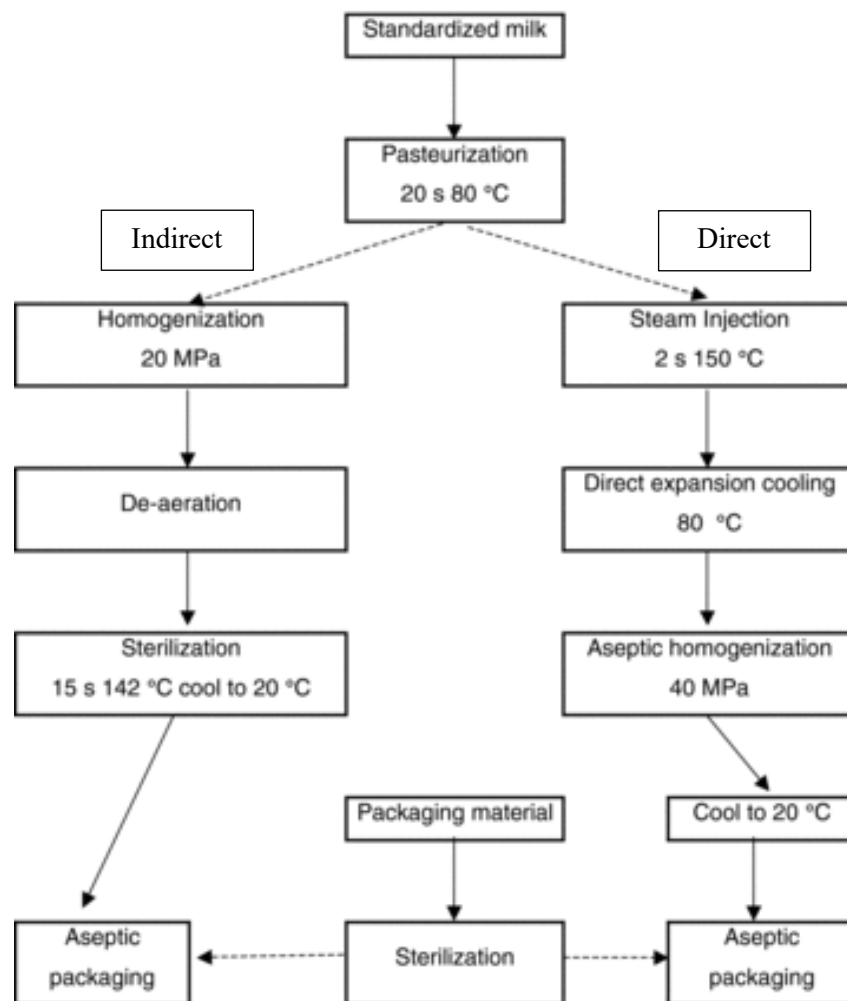 Standardized milk
Pasteurization
20 s 80 °C
Indirect
Direct
Homogenization
20 MPa
Steam Injection
2 s 150 °C
De-aeration
Direct expansion cooling
80 °C
Sterilization
15 s 142 °C cool to 20 °C
Aseptic homogenization
40 MPa
Packaging material
Cool to 20 °C
Aseptic
packaging
Sterilization
Aseptic
packaging